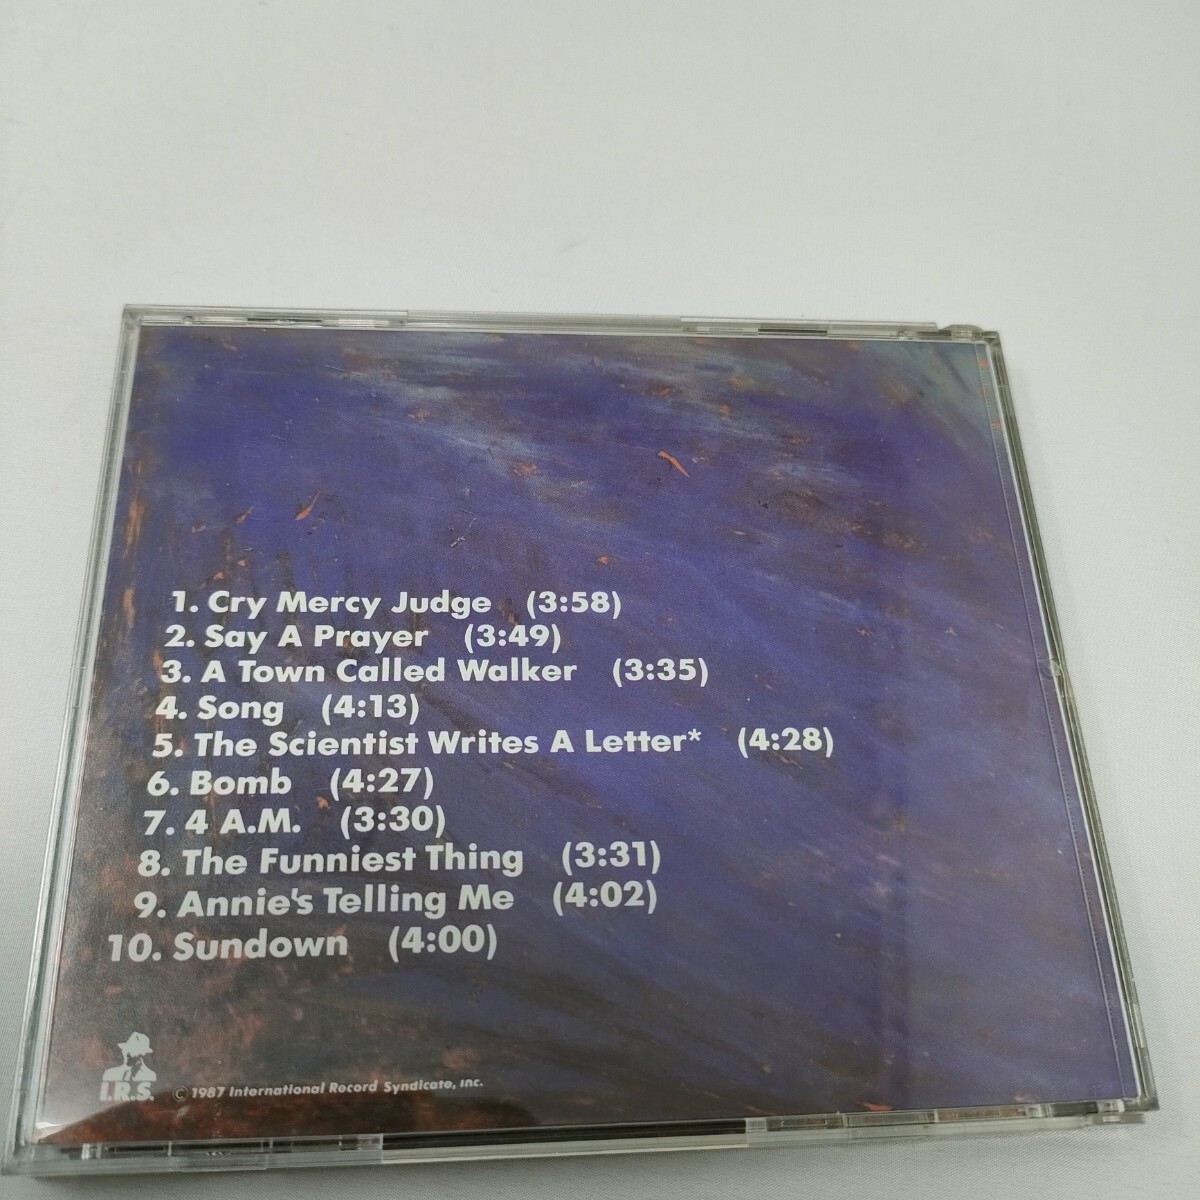 1. Cry Mercy Judge (3:58)
2. Say A Prayer (3:49)
3. A Town Called Walker (3:35)
4. Song (4:13)
5. The Scientist Writes A Letter* (4:28)
6. Bomb (4:27)
7. 4 A.M. (3:30)
8. The Funniest Thing (3:31)
9. Annie's Telling Me (4:02)
10. Sundown (4:00)
I.R.S. © 1987 International Record Syndicate, Inc.